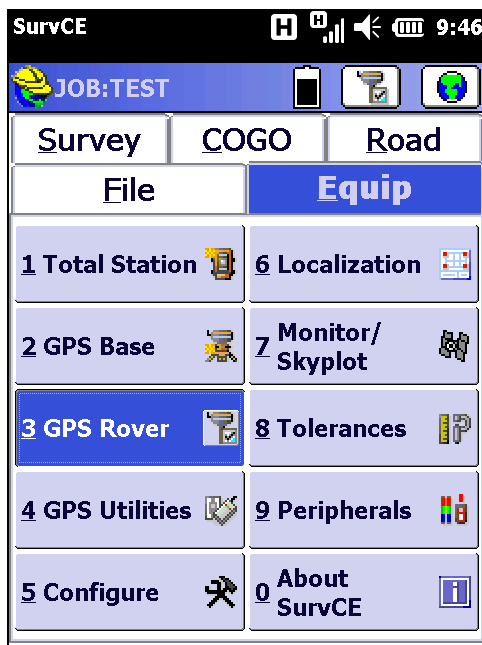 SurvCE H H 9:46
JOB:TEST
Survey COGO Road
File Equip
1 Total Station 6 Localization
2 GPS Base 7 Monitor/
Skyplot
3 GPS Rover 8 Tolerances
4 GPS Utilities 9 Peripherals
5 Configure 0 About
SurvCE